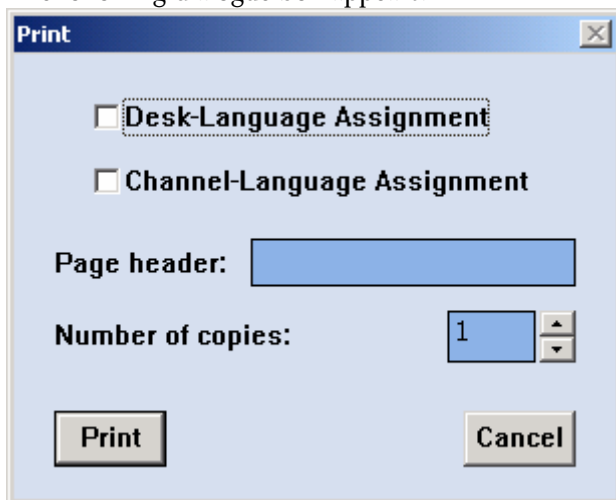 Print
Desk-Language Assignment
Channel-Language Assignment
Page header:
Number of copies: 1
Print Cancel